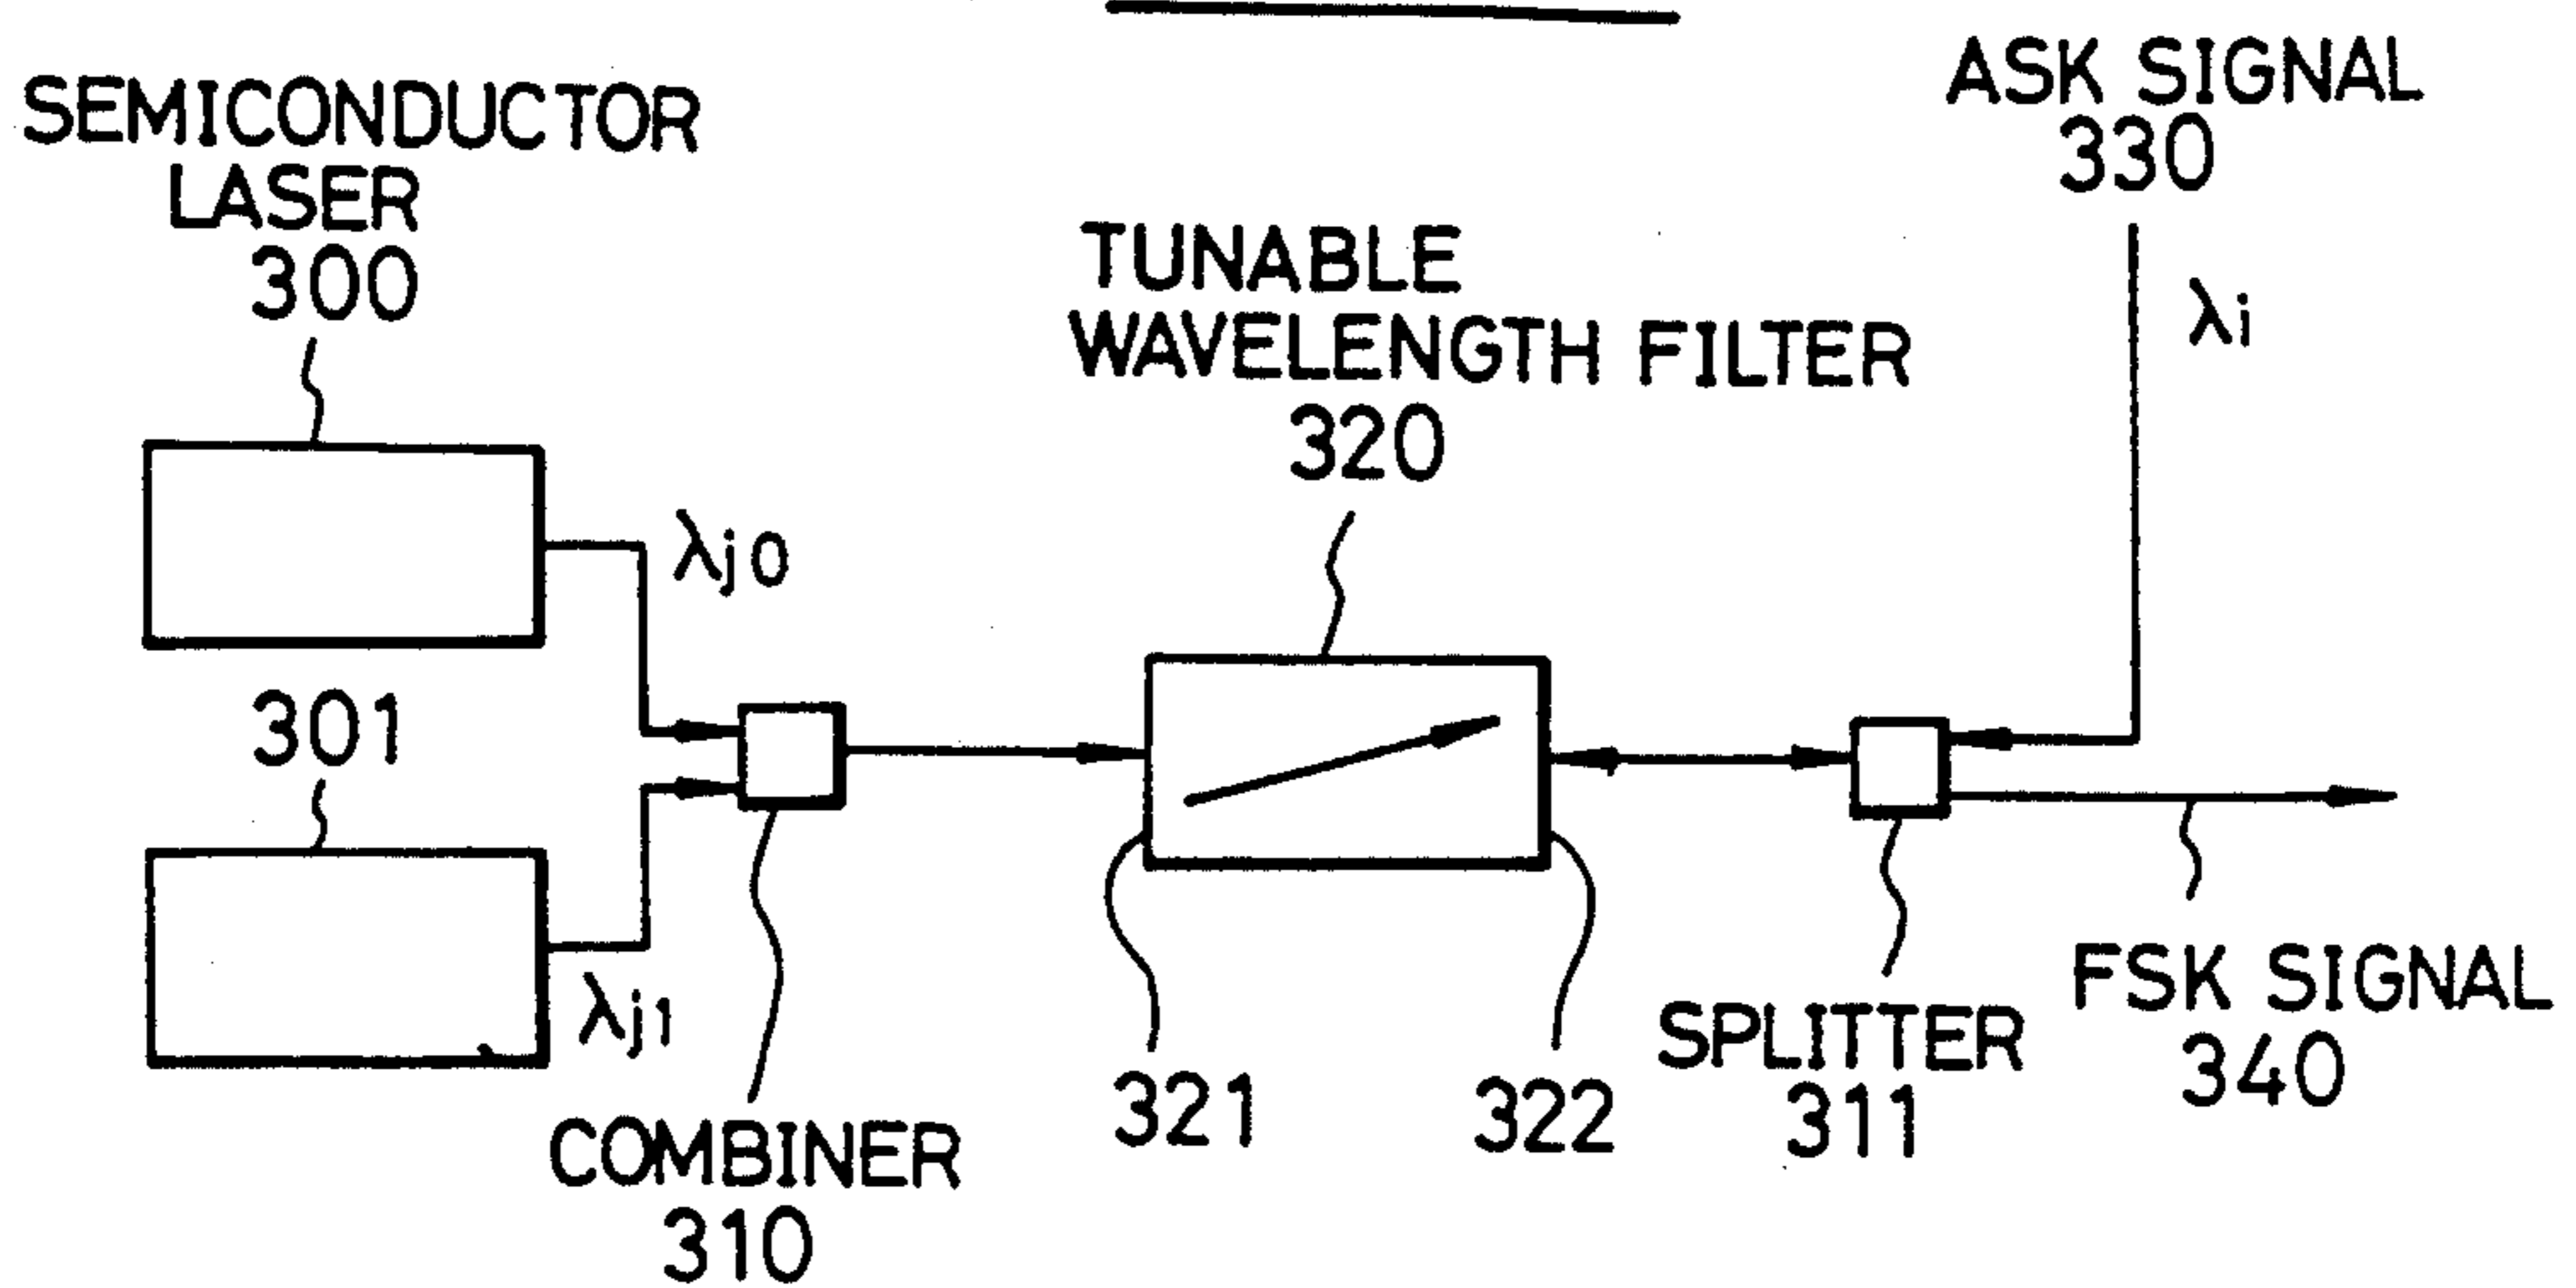 SEMICONDUCTOR
LASER
300
ASK SIGNAL
330
λi
TUNABLE
WAVELENGTH FILTER
320
λj0
301
λj1
COMBINER
310
321
322
SPLITTER
311
FSK SIGNAL
340